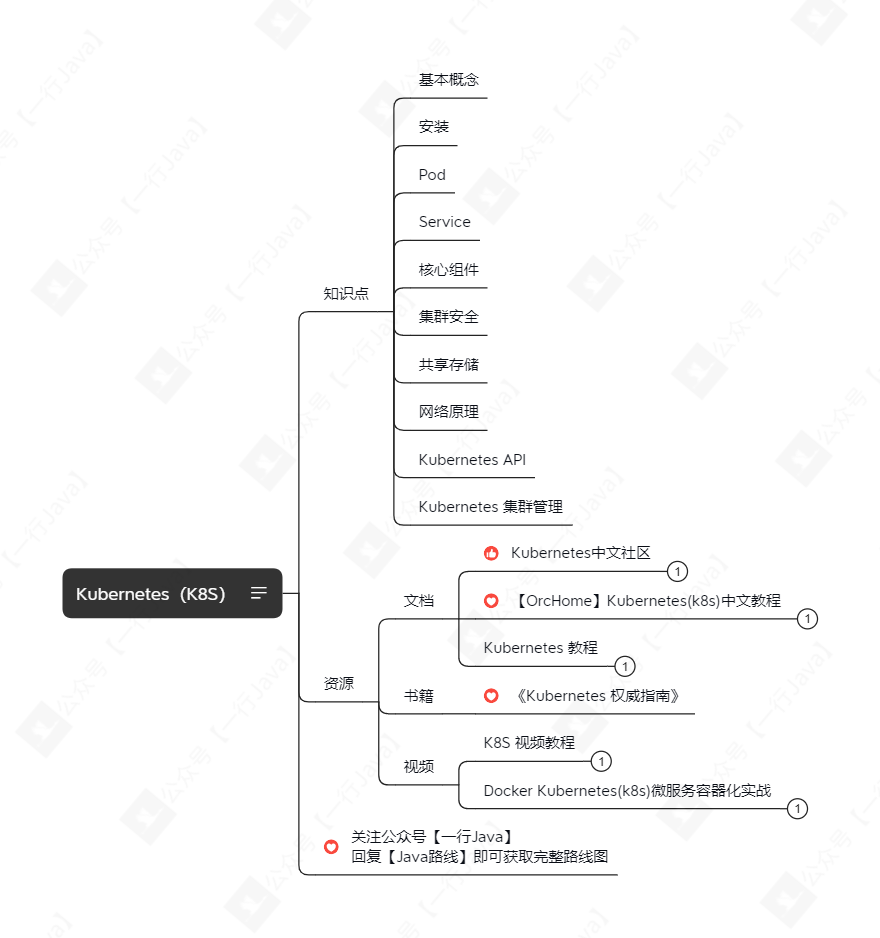 基本概念
安装
Pod
Service
核心组件
集群安全
共享存储
网络原理
Kubernetes API
Kubernetes 集群管理
知识点
Kubernetes（K8S）
Kubernetes中文社区
1
文档
【OrcHome】Kubernetes(k8s)中文教程
1
Kubernetes 教程
1
资源
书籍
《Kubernetes 权威指南》
K8S 视频教程
1
视频
Docker Kubernetes(k8s)微服务容器化实战
1
关注公众号【一行Java】
回复【Java路线】即可获取完整路线图
公众号【一行Java】